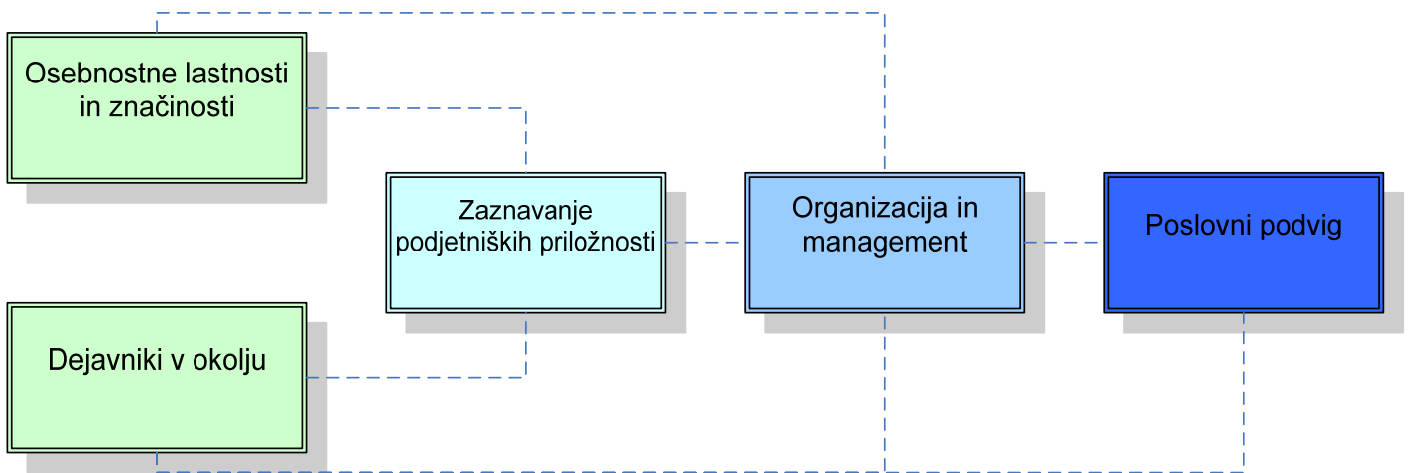 Osebnostne lastnosti
in značinosti
Zaznavanje
podjetniških priložnosti
Organizacija in
management
Poslovni podvig
Dejavniki v okolju